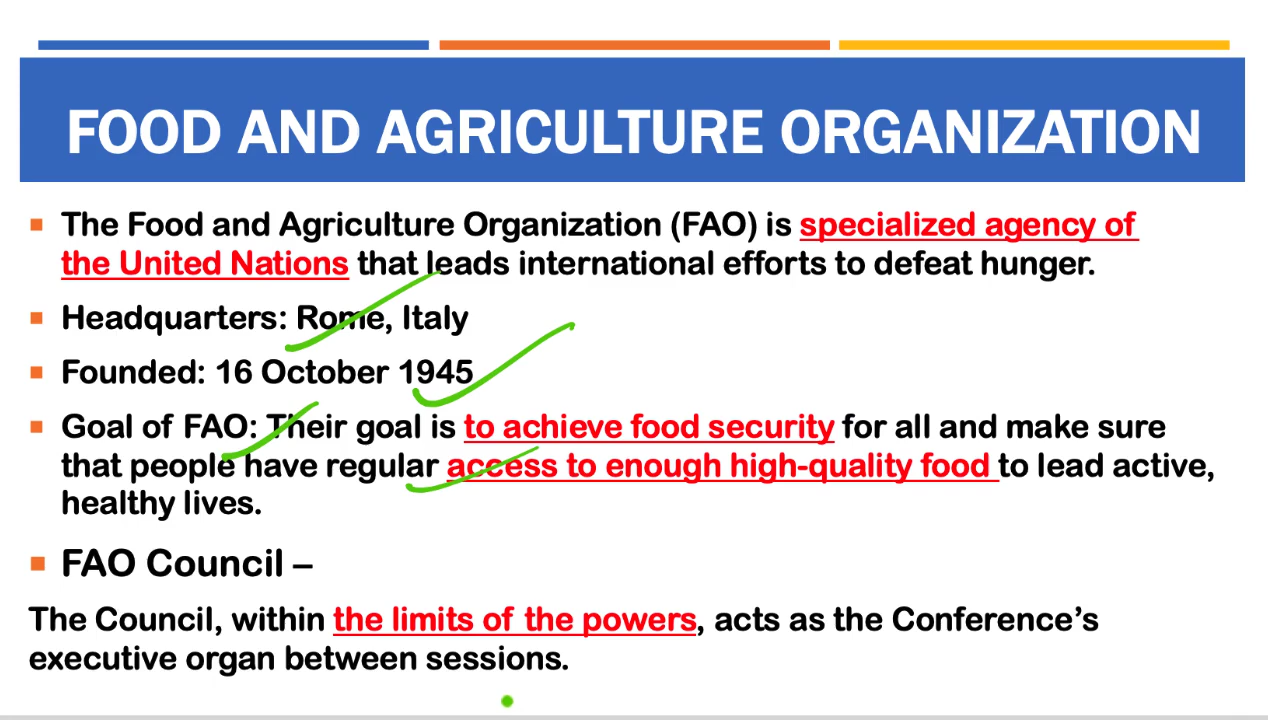 FOOD AND AGRICULTURE ORGANIZATION
The Food and Agriculture Organization (FAO) is specialized agency of
the United Nations that leads international efforts to defeat hunger.
Headquarters: Rome, Italy
Founded: 16 October 1945
Goal of FAO: Their goal is to achieve food security for all and make sure
that people have regular access to enough high-quality food to lead active,
healthy lives.
FAO Council –
The Council, within the limits of the powers, acts as the Conference’s
executive organ between sessions.